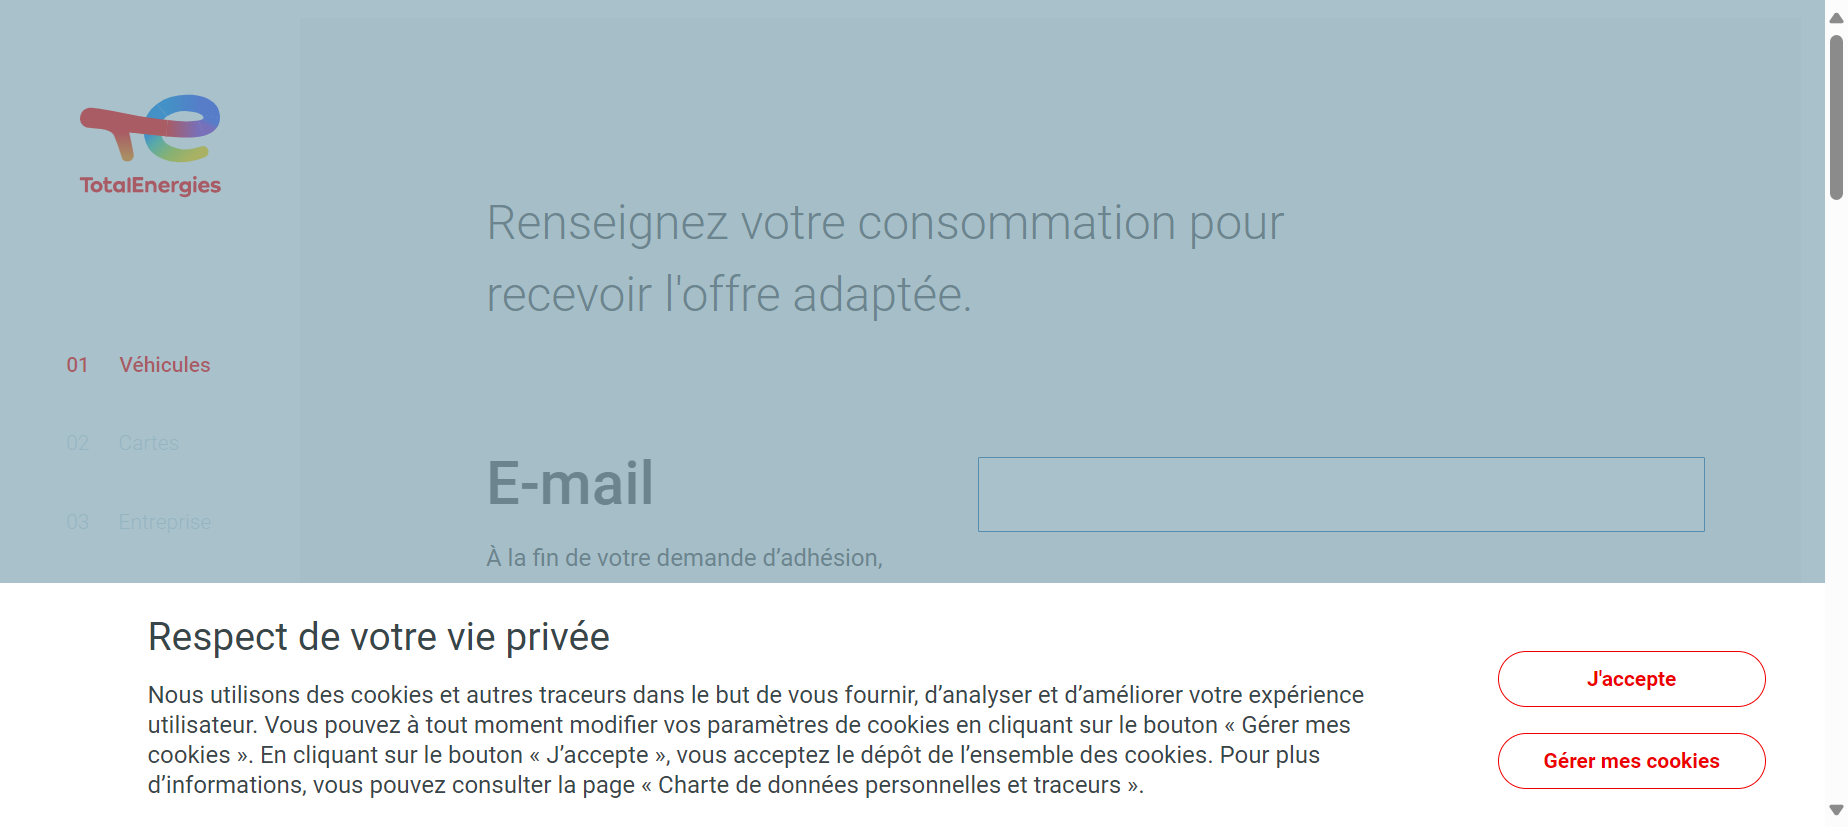 TotalEnergies
01 Véhicules
02 Cartes
03 Entreprise
Renseignez votre consommation pour
recevoir l'offre adaptée.
E-mail
À la fin de votre demande d’adhésion,
Respect de votre vie privée
Nous utilisons des cookies et autres traceurs dans le but de vous fournir, d’analyser et d’améliorer votre expérience
utilisateur. Vous pouvez à tout moment modifier vos paramètres de cookies en cliquant sur le bouton « Gérer mes
cookies ». En cliquant sur le bouton « J’accepte », vous acceptez le dépôt de l’ensemble des cookies. Pour plus
d’informations, vous pouvez consulter la page « Charte de données personnelles et traceurs ».
J'accepte
Gérer mes cookies